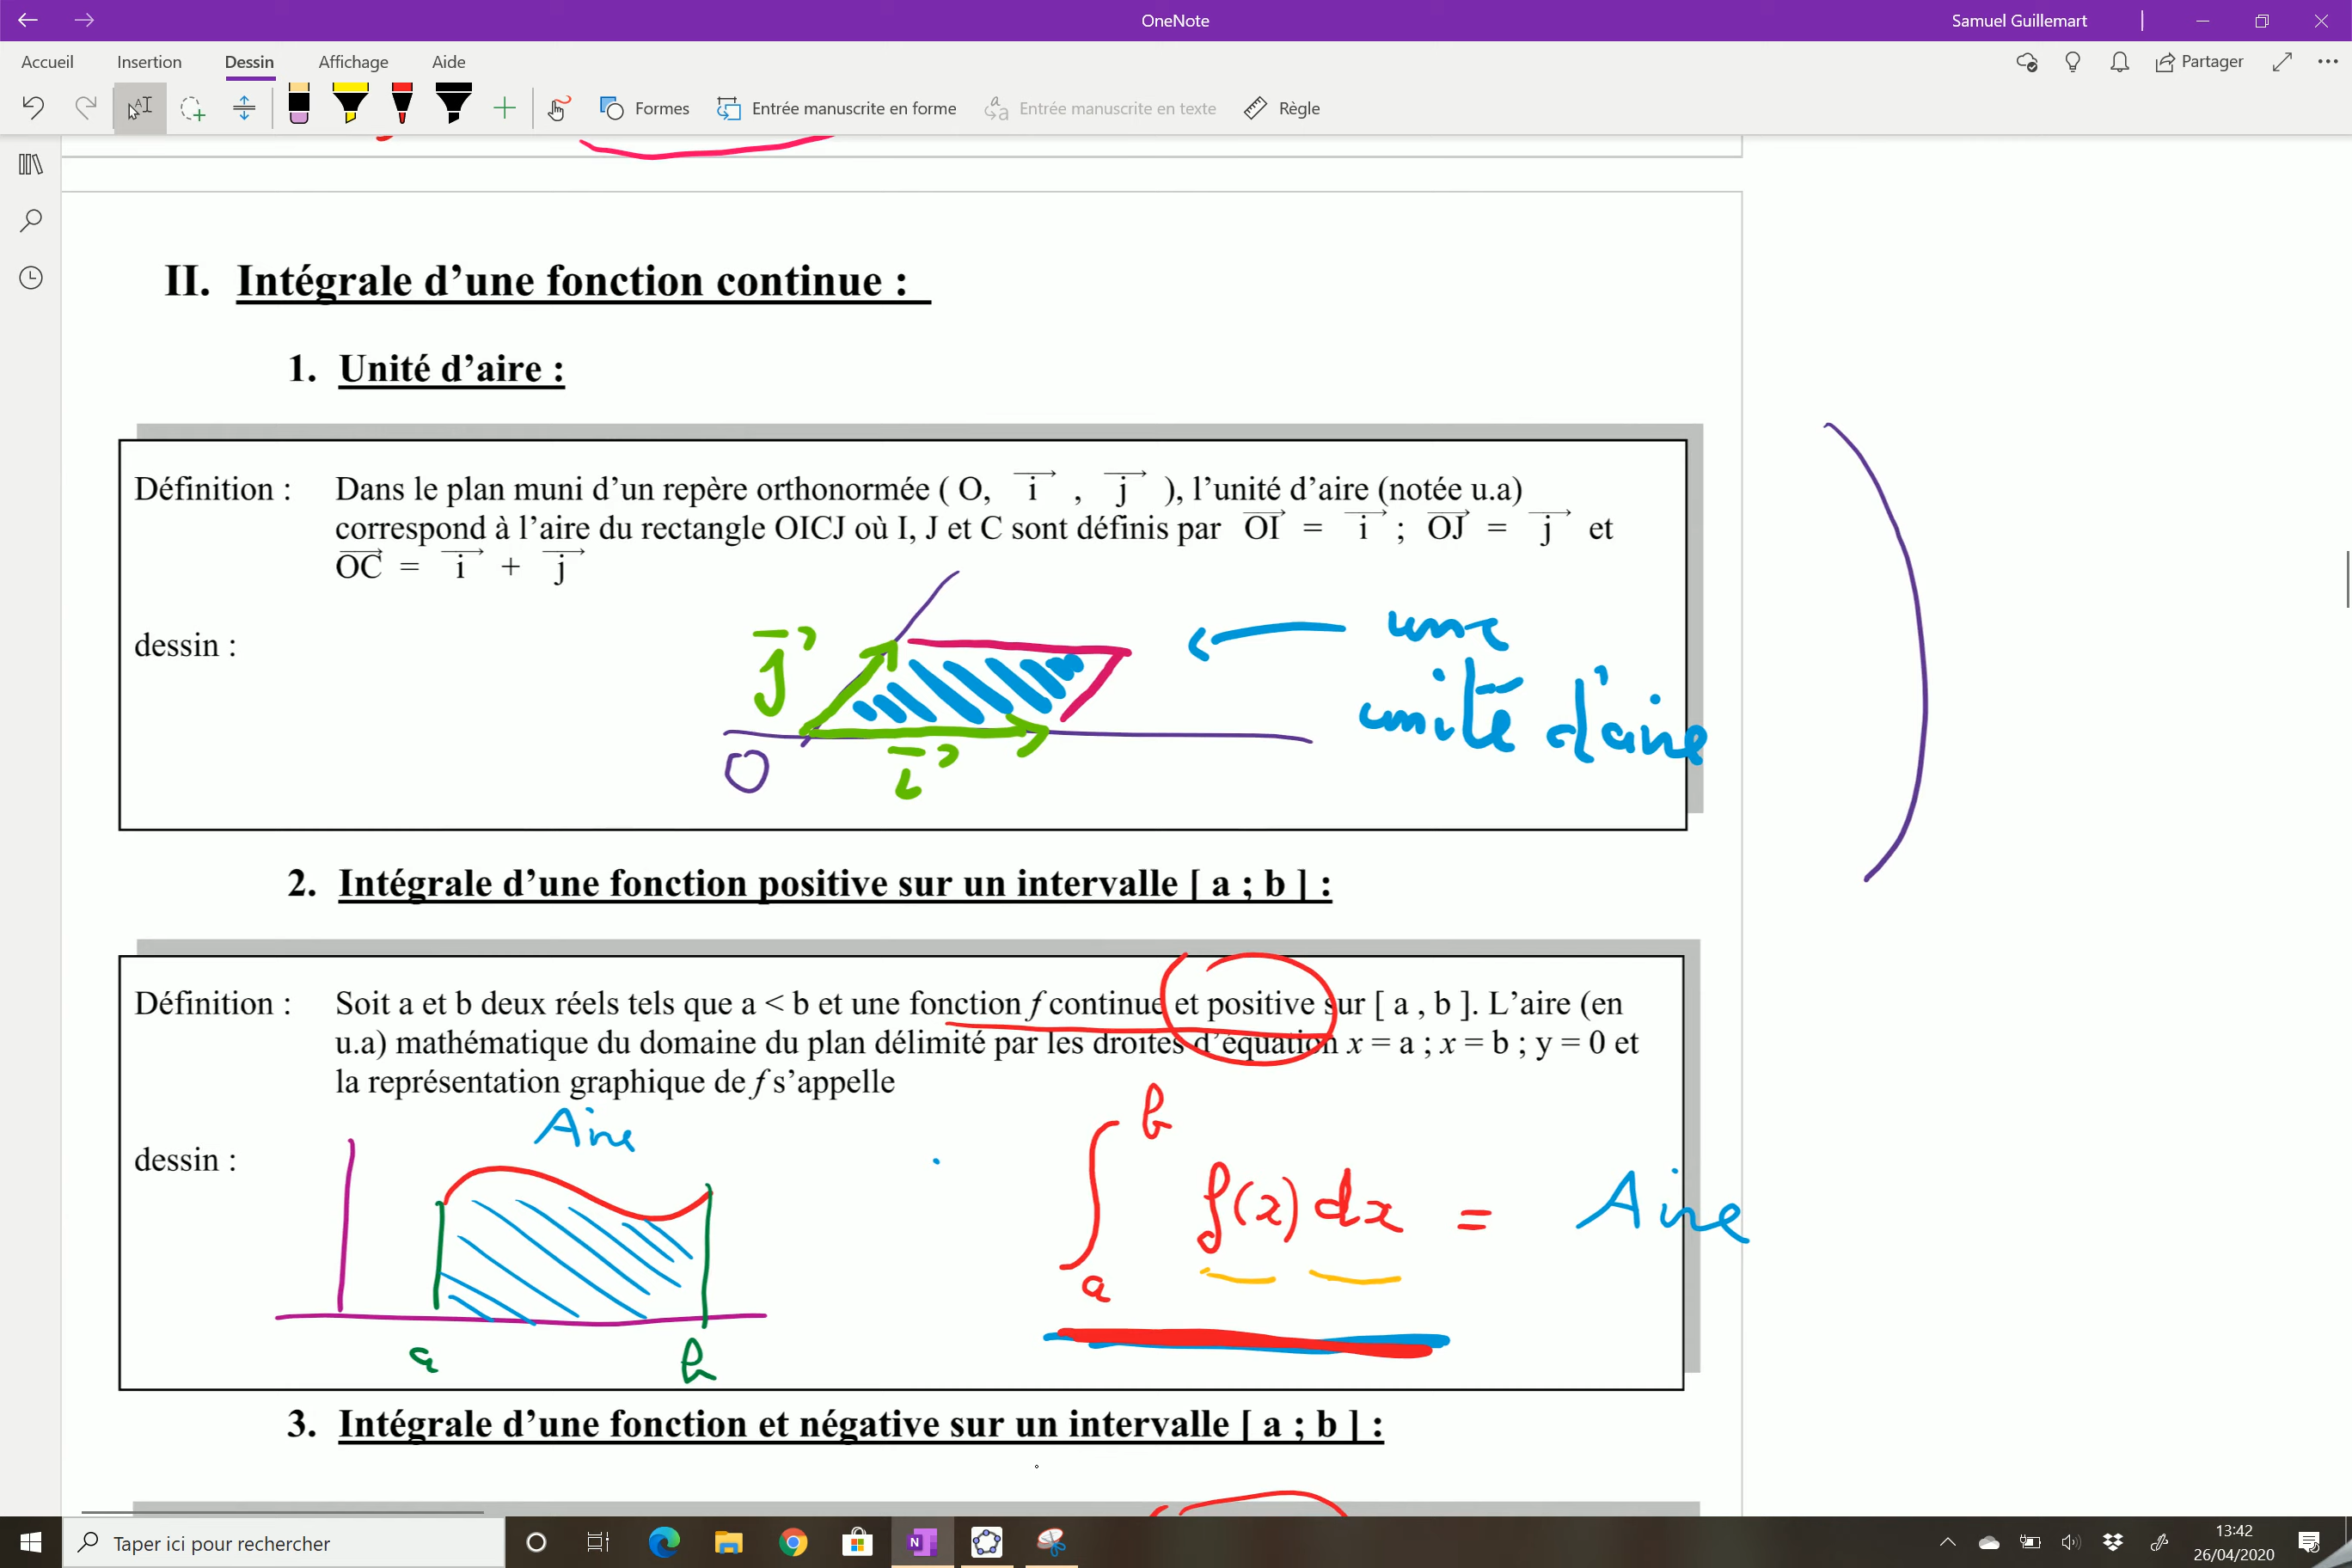 OneNote
Samuel Guillemart
Accueil Insertion Dessin Affichage Aide
Partager
Formes Entrée manuscrite en forme Entrée manuscrite en texte Règle
II. Intégrale d’une fonction continue :
1. Unité d’aire :
Définition : Dans le plan muni d’un repère orthonormée ( O, i , j ), l’unité d’aire (notée u.a)
correspond à l’aire du rectangle OICJ où I, J et C sont définis par OI = i ; OJ = j et
OC = i + j
dessin :
j
O
i
une
unité d'aire
2. Intégrale d’une fonction positive sur un intervalle [ a ; b ] :
Définition : Soit a et b deux réels tels que a < b et une fonction f continue et positive sur [ a , b ]. L’aire (en
u.a) mathématique du domaine du plan délimité par les droites d’équation x = a ; x = b ; y = 0 et
la représentation graphique de f s’appelle
dessin :
Aire
a b
∫ a b f(x) dx = Aire
3. Intégrale d’une fonction et négative sur un intervalle [ a ; b ] :
Taper ici pour rechercher
13:42
26/04/2020